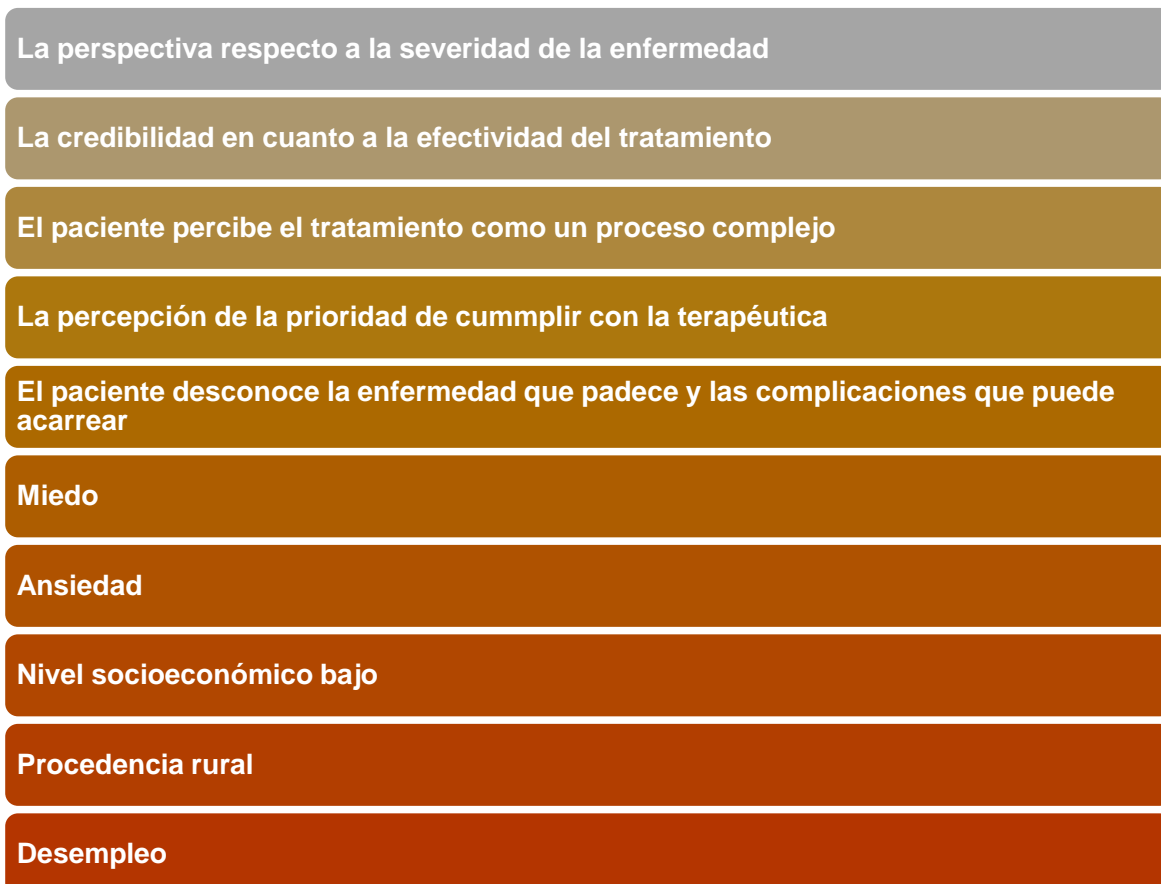 La perspectiva respecto a la severidad de la enfermedad
La credibilidad en cuanto a la efectividad del tratamiento
El paciente percibe el tratamiento como un proceso complejo
La percepción de la prioridad de cummplir con la terapéutica
El paciente desconoce la enfermedad que padece y las complicaciones que puede
acarrear
Miedo
Ansiedad
Nivel socioeconómico bajo
Procedencia rural
Desempleo